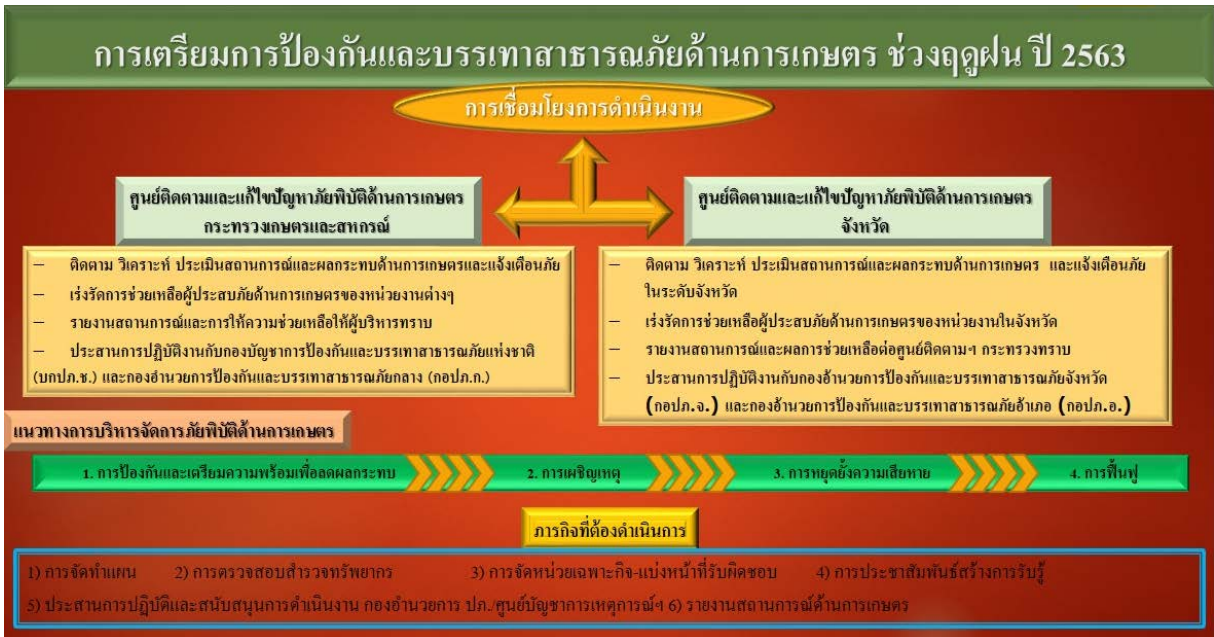 การเตรียมการป้องกันและบรรเทาสาธารณภัยด้านการเกษตร ช่วงฤดูฝน ปี 2563
การเชื่อมโยงการดำเนินงาน
ศูนย์ติดตามและแก้ไขปัญหาภัยพิบัติด้านการเกษตร
กระทรวงเกษตรและสหกรณ์
– ติดตาม วิเคราะห์ ประเมินสถานการณ์และผลกระทบด้านการเกษตรและแจ้งเตือนภัย
– เร่งรัดการช่วยเหลือผู้ประสบภัยด้านการเกษตรของหน่วยงานต่างๆ
– รายงานสถานการณ์และการให้ความช่วยเหลือให้ผู้บริหารทราบ
– ประสานการปฏิบัติงานกับกองบัญชาการป้องกันและบรรเทาสาธารณภัยแห่งชาติ
(บกปภ.ช.) และกองอำนวยการป้องกันและบรรเทาสาธารณภัยกลาง (กอปภ.ก.)
ศูนย์ติดตามและแก้ไขปัญหาภัยพิบัติด้านการเกษตร
จังหวัด
– ติดตาม วิเคราะห์ ประเมินสถานการณ์และผลกระทบด้านการเกษตร และแจ้งเตือนภัย
ในระดับจังหวัด
– เร่งรัดการช่วยเหลือผู้ประสบภัยด้านการเกษตรของหน่วยงานในจังหวัด
– รายงานสถานการณ์และผลการช่วยเหลือต่อศูนย์ติดตามฯ กระทรวงทราบ
– ประสานการปฏิบัติงานกับกองอำนวยการป้องกันและบรรเทาสาธารณภัยจังหวัด
(กอปภ.จ.) และกองอำนวยการป้องกันและบรรเทาสาธารณภัยอำเภอ (กอปภ.อ.)
แนวทางการบริหารจัดการภัยพิบัติด้านการเกษตร
1. การป้องกันและเตรียมความพร้อมเพื่อลดผลกระทบ 2. การเผชิญเหตุ 3. การหยุดยั้งความเสียหาย 4. การฟื้นฟู
ภารกิจที่ต้องดำเนินการ
1) การจัดทำแผน 2) การตรวจสอบสำรวจทรัพยากร 3) การจัดหน่วยเฉพาะกิจ-แบ่งหน้าที่รับผิดชอบ 4) การประชาสัมพันธ์สร้างการรับรู้
5) ประสานการปฏิบัติและสนับสนุนการดำเนินงาน กองอำนวยการ ปภ./ศูนย์บัญชาการเหตุการณ์ฯ 6) รายงานสถานการณ์ด้านการเกษตร